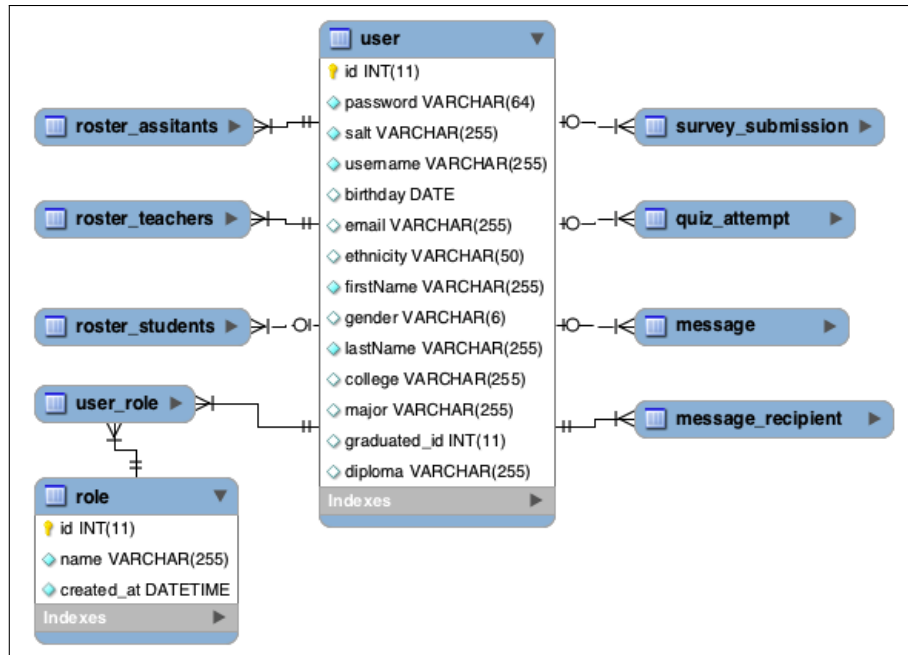 user
id INT(11)
password VARCHAR(64)
salt VARCHAR(255)
username VARCHAR(255)
birthday DATE
email VARCHAR(255)
ethnicity VARCHAR(50)
firstName VARCHAR(255)
gender VARCHAR(6)
lastName VARCHAR(255)
college VARCHAR(255)
major VARCHAR(255)
graduated_id INT(11)
diploma VARCHAR(255)
Indexes
roster_assitants
roster_teachers
roster_students
user_role
role
id INT(11)
name VARCHAR(255)
created_at DATETIME
Indexes
survey_submission
quiz_attempt
message
message_recipient